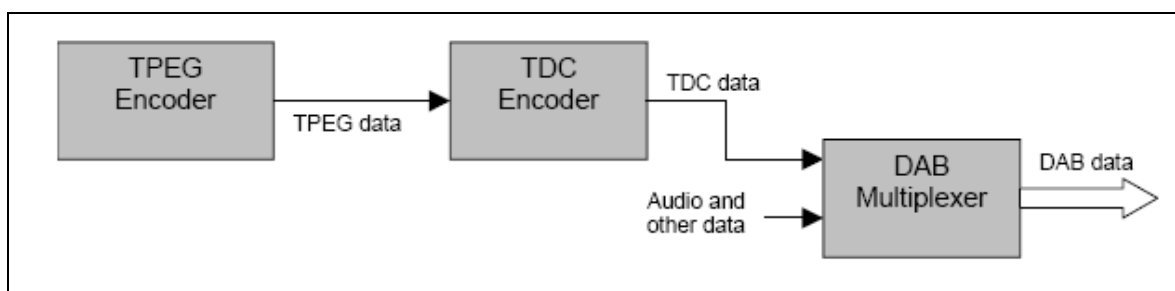 TPEG
Encoder
TPEG data
TDC
Encoder
TDC data
Audio and
other data
DAB
Multiplexer
DAB data